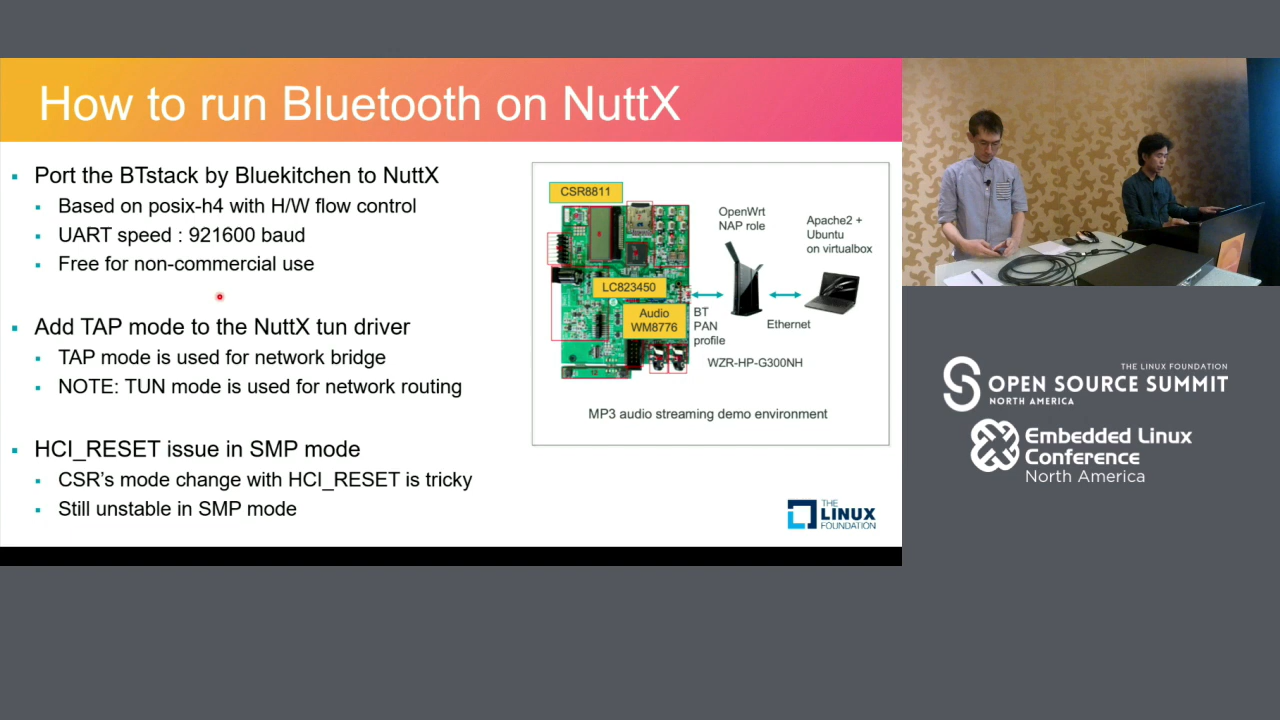 How to run Bluetooth on NuttX
Port the BTstack by Bluekitchen to NuttX
Based on posix-h4 with H/W flow control
UART speed : 921600 baud
Free for non-commercial use
Add TAP mode to the NuttX tun driver
TAP mode is used for network bridge
NOTE: TUN mode is used for network routing
HCI_RESET issue in SMP mode
CSR's mode change with HCI_RESET is tricky
Still unstable in SMP mode
CSR8811
OpenWrt
NAP role
Apache2 +
Ubuntu
on virtualbox
LC823450
Audio
WM8776
BT
PAN
profile
Ethernet
WZR-HP-G300NH
12
MP3 audio streaming demo environment
THE
LINUX
FOUNDATION
THE LINUX FOUNDATION
OPEN SOURCE SUMMIT
NORTH AMERICA
Embedded Linux
Conference
North America